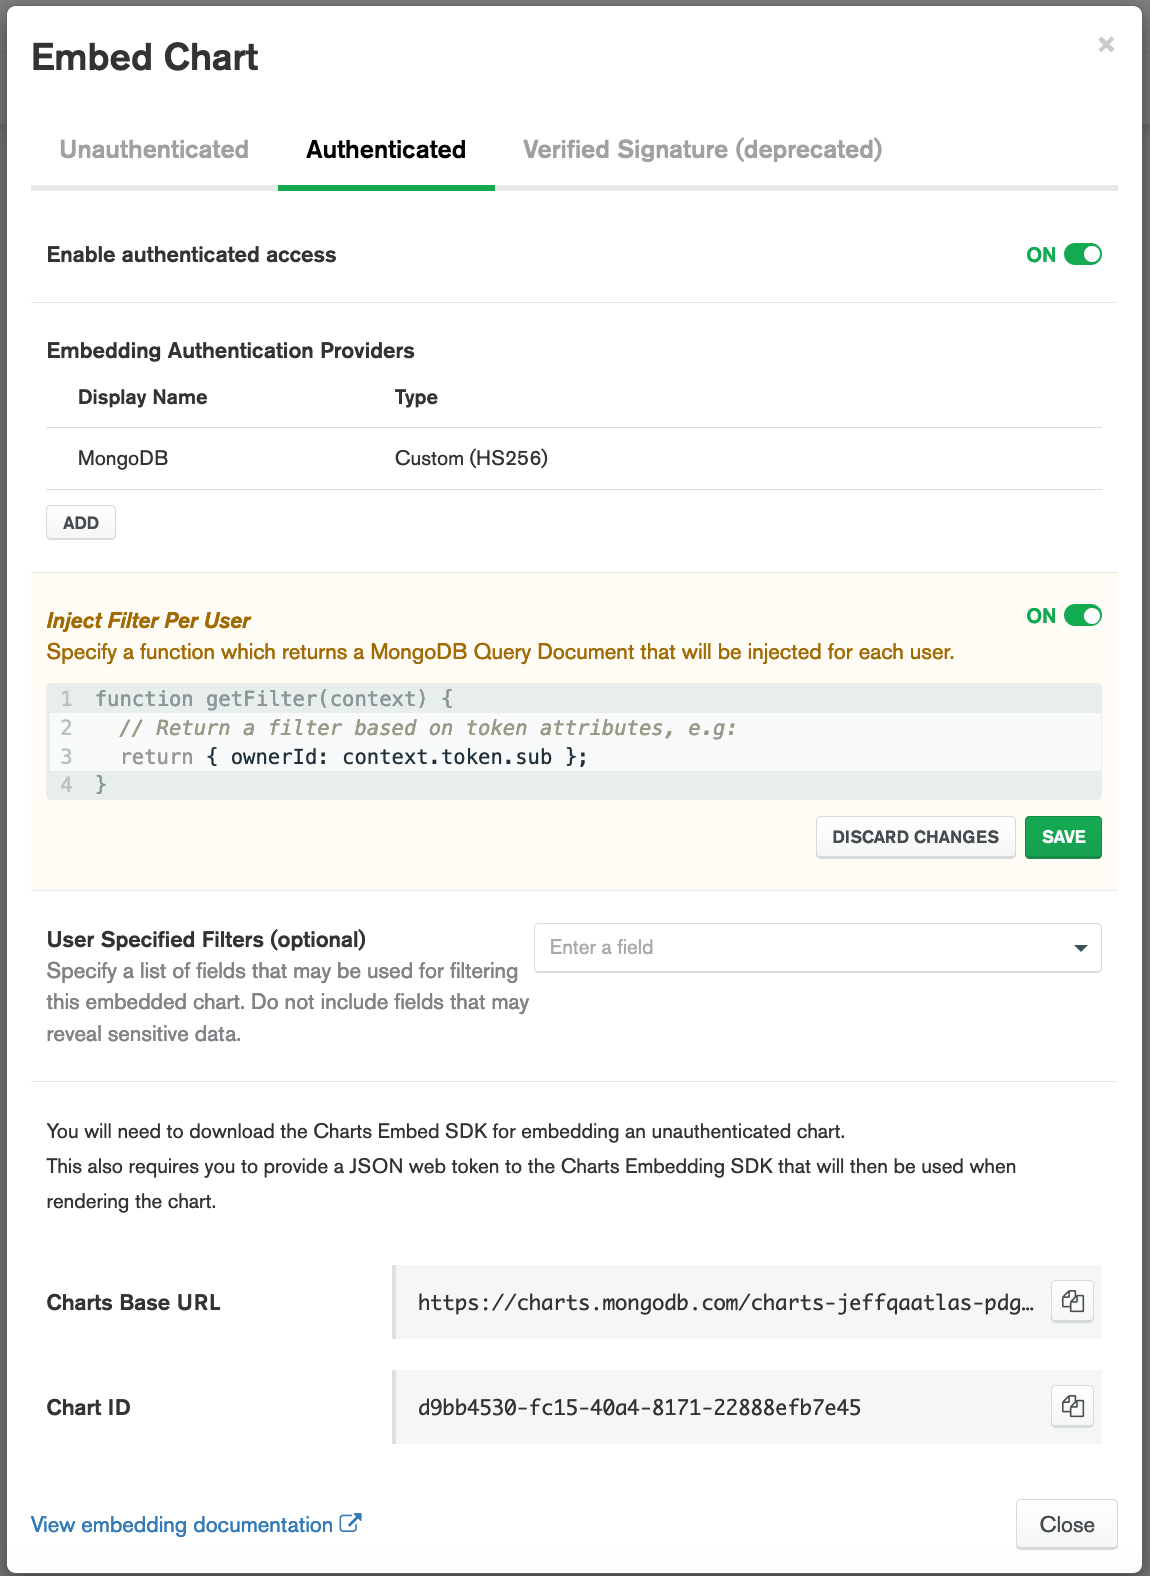 Embed Chart
×
Unauthenticated Authenticated Verified Signature (deprecated)
Enable authenticated access ON
Embedding Authentication Providers
Display Name Type
MongoDB Custom (HS256)
ADD
Inject Filter Per User ON
Specify a function which returns a MongoDB Query Document that will be injected for each user.
1 function getFilter(context) {
2 // Return a filter based on token attributes, e.g:
3 return { ownerId: context.token.sub };
4 }
DISCARD CHANGES SAVE
User Specified Filters (optional) Enter a field
Specify a list of fields that may be used for filtering
this embedded chart. Do not include fields that may
reveal sensitive data.
You will need to download the Charts Embed SDK for embedding an unauthenticated chart.
This also requires you to provide a JSON web token to the Charts Embedding SDK that will then be used when
rendering the chart.
Charts Base URL https://charts.mongodb.com/charts-jeffqaatlas-pdg…
Chart ID d9bb4530-fc15-40a4-8171-22888efb7e45
View embedding documentation Close